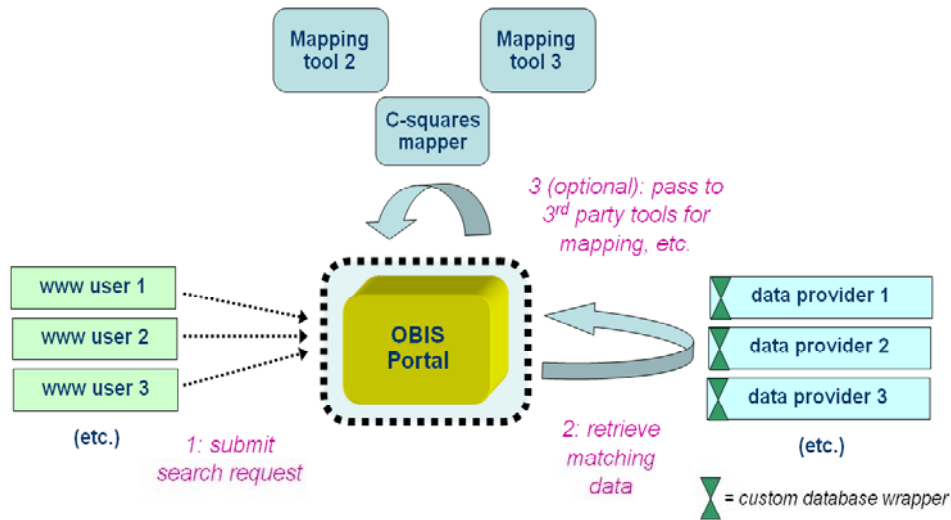 Mapping
tool 2
Mapping
tool 3
C-squares
mapper
3 (optional): pass to
3rd party tools for
mapping, etc.
www user 1
www user 2
www user 3
(etc.)
1: submit
search request
OBIS
Portal
2: retrieve
matching
data
data provider 1
data provider 2
data provider 3
(etc.)
= custom database wrapper